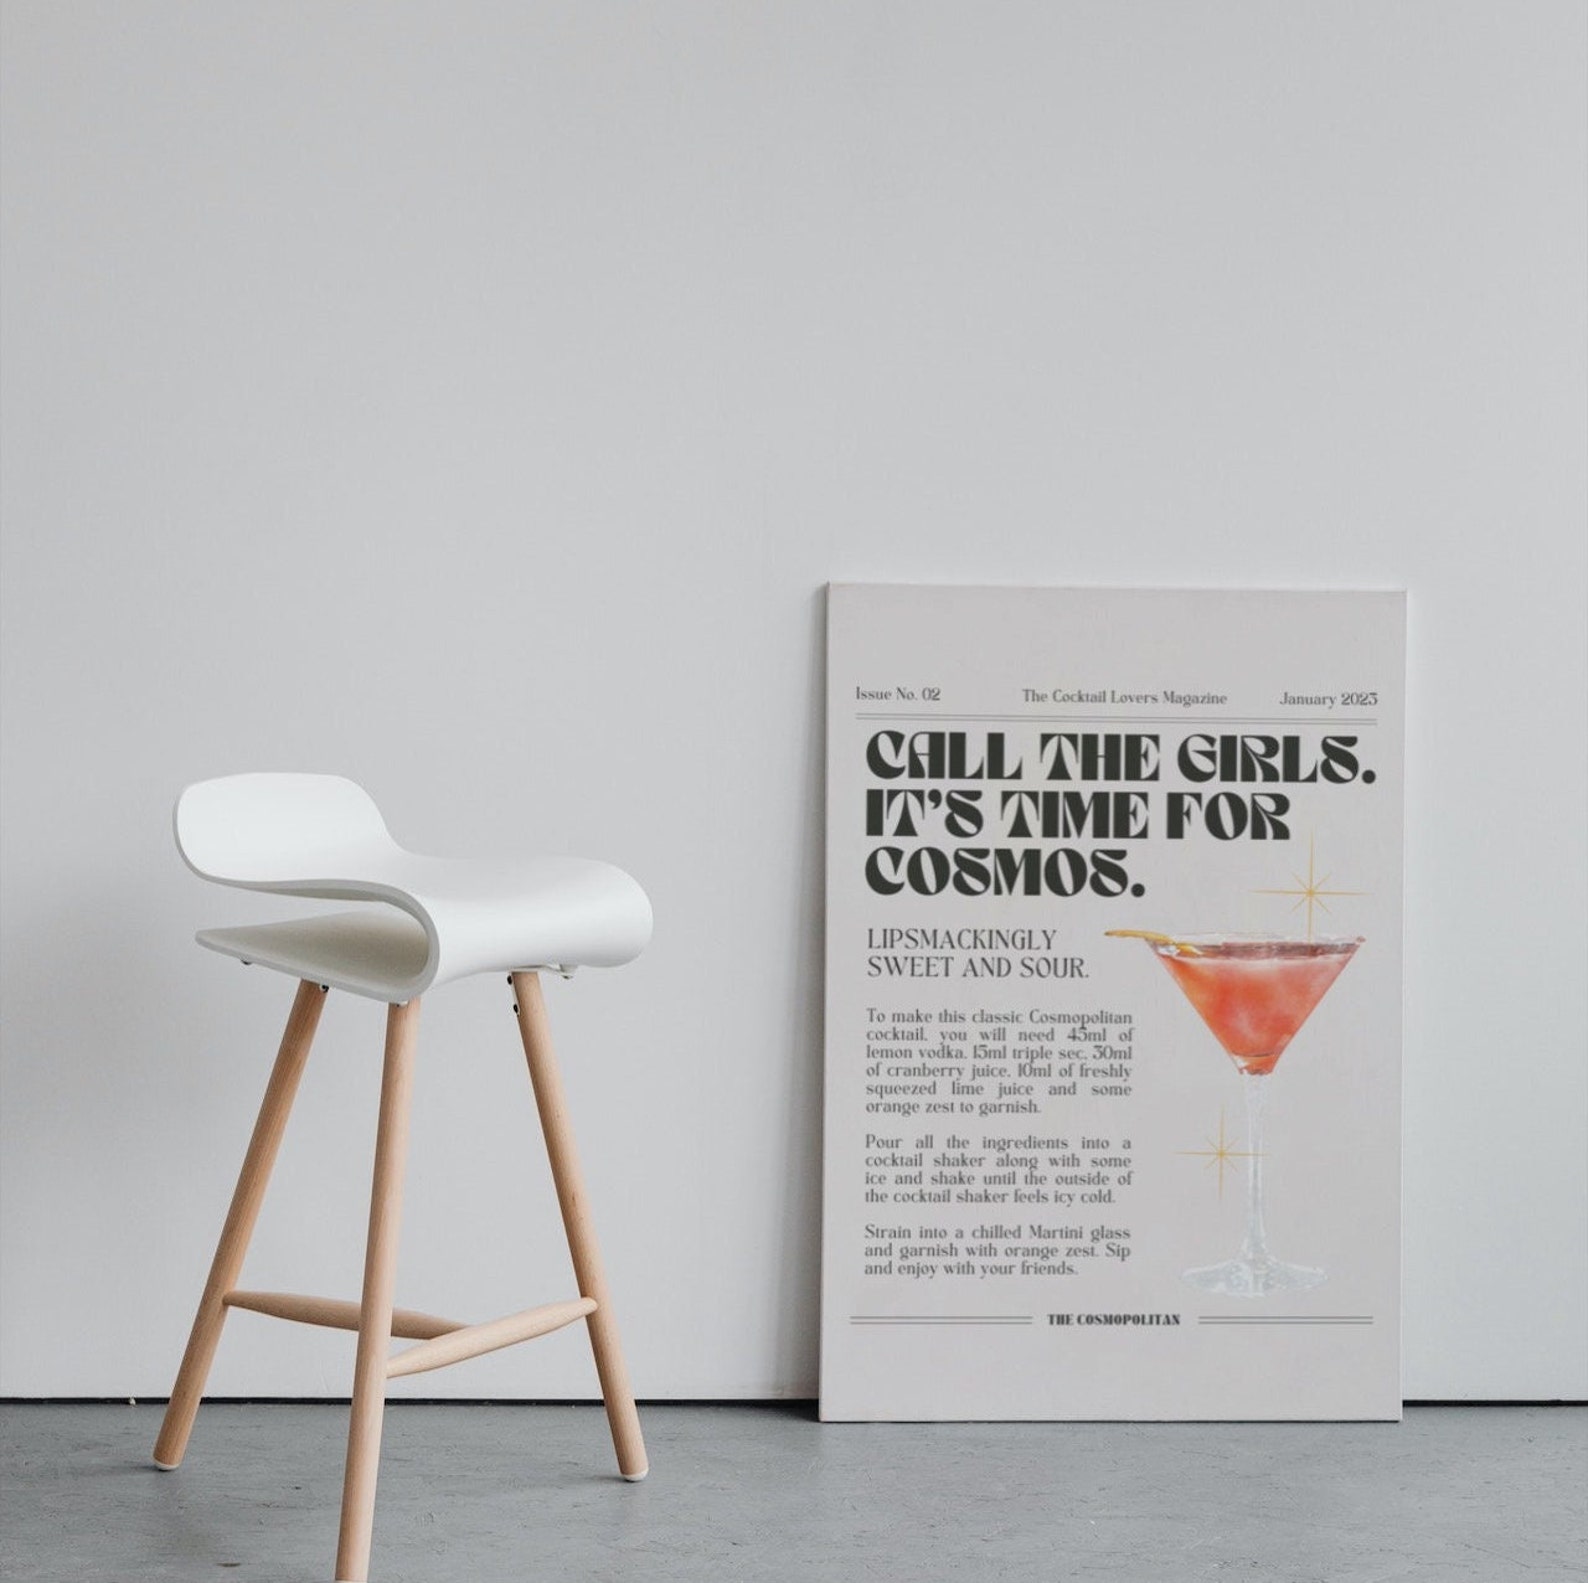 Issue No. 02 The Cocktail Lovers Magazine January 2023
CALL THE GIRLS.
IT'S TIME FOR
COSMOS.
LIPSMACKINGLY
SWEET AND SOUR.
To make this classic Cosmopolitan
cocktail, you will need 45ml of
lemon vodka, 15ml triple sec, 30ml
of cranberry juice, 10ml of freshly
squeezed lime juice and some
orange zest to garnish.
Pour all the ingredients into a
cocktail shaker along with some
ice and shake until the outside of
the cocktail shaker feels icy cold.
Strain into a chilled Martini glass
and garnish with orange zest. Sip
and enjoy with your friends.
THE COSMOPOLITAN